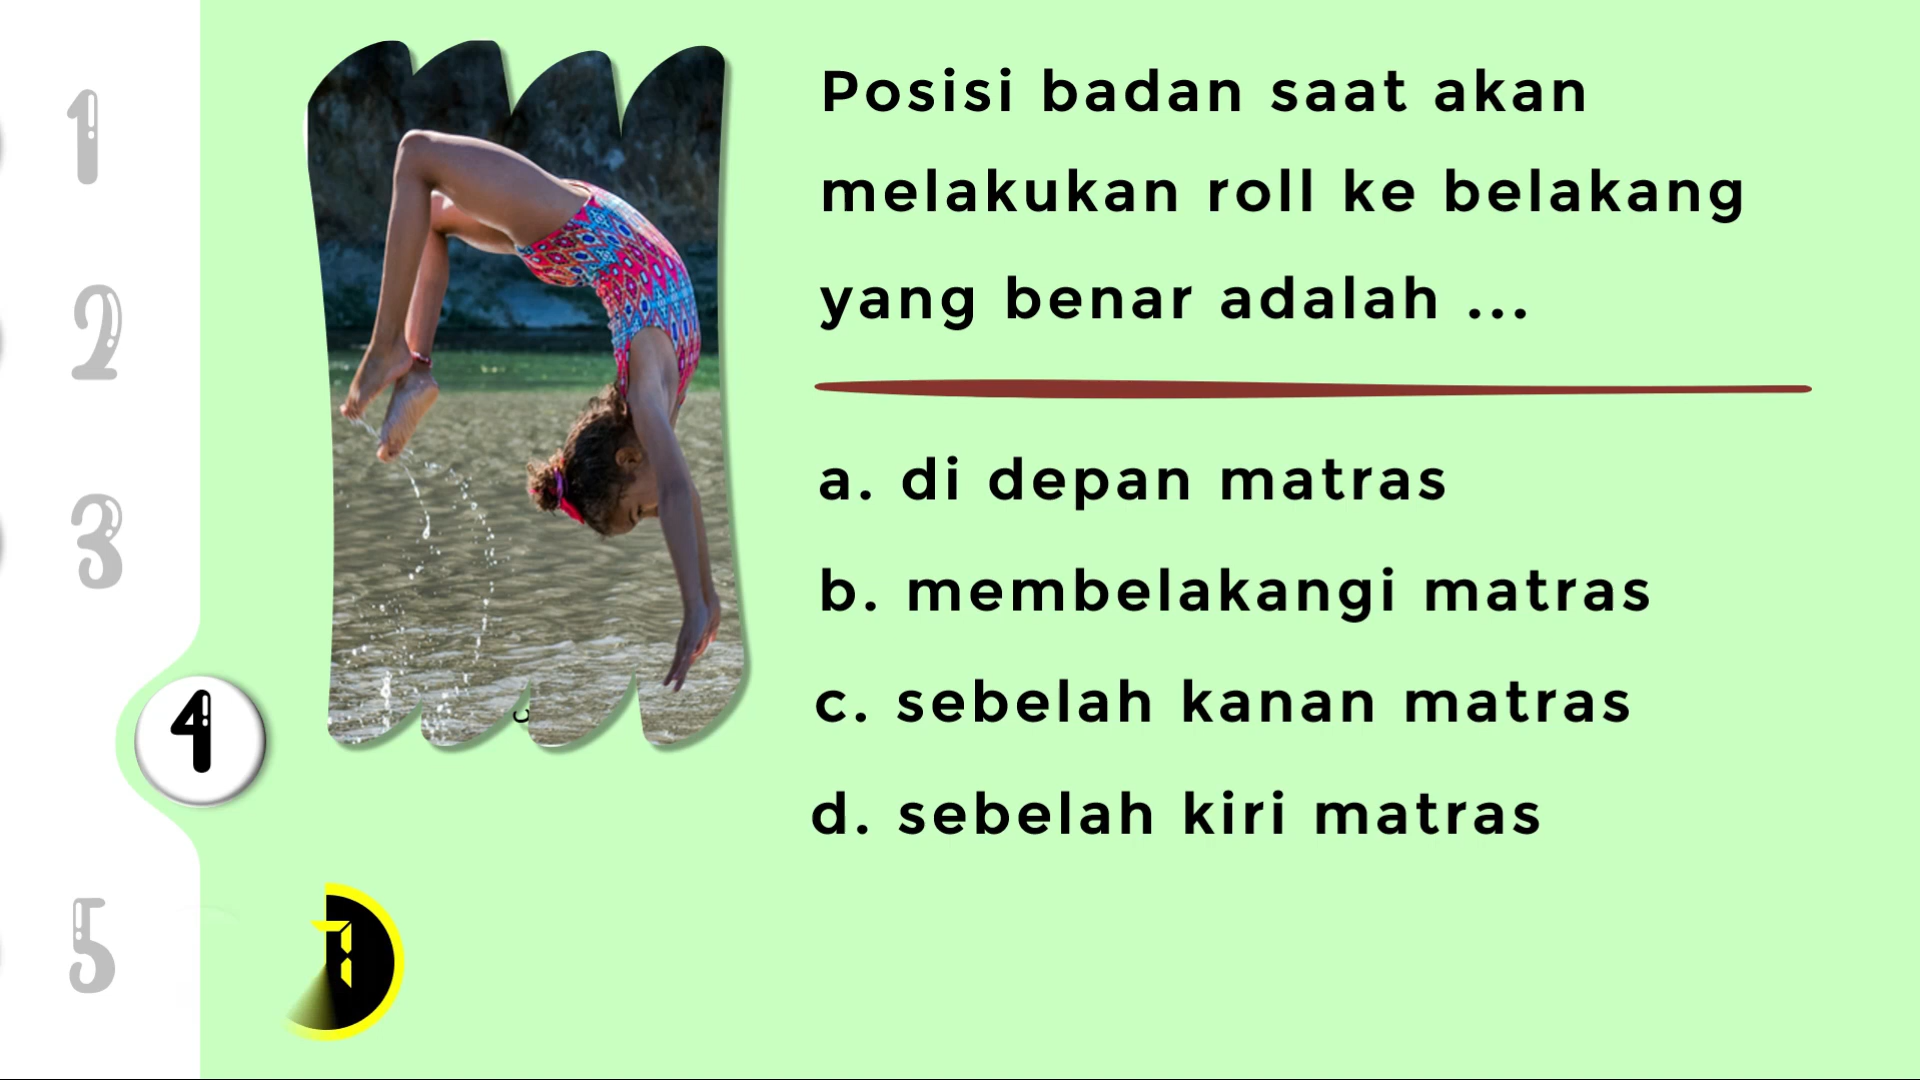 1
2
3
4
5
Posisi badan saat akan
melakukan roll ke belakang
yang benar adalah ...
a. di depan matras
b. membelakangi matras
c. sebelah kanan matras
d. sebelah kiri matras
7